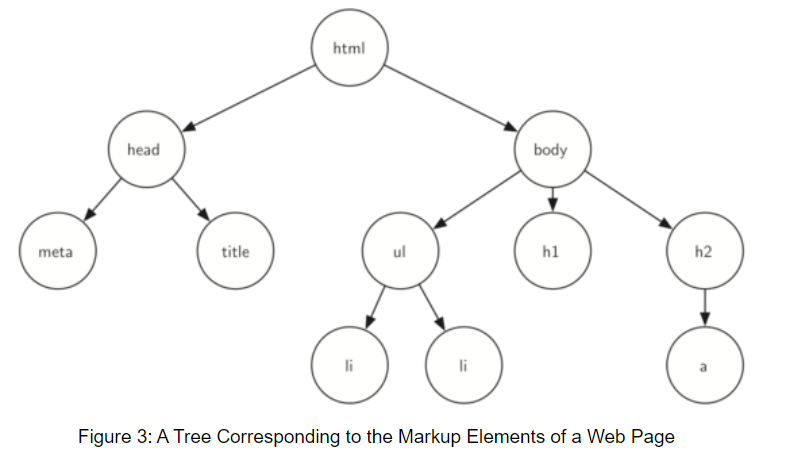 html
head
body
meta
title
ul
h1
h2
li
li
a
Figure 3: A Tree Corresponding to the Markup Elements of a Web Page